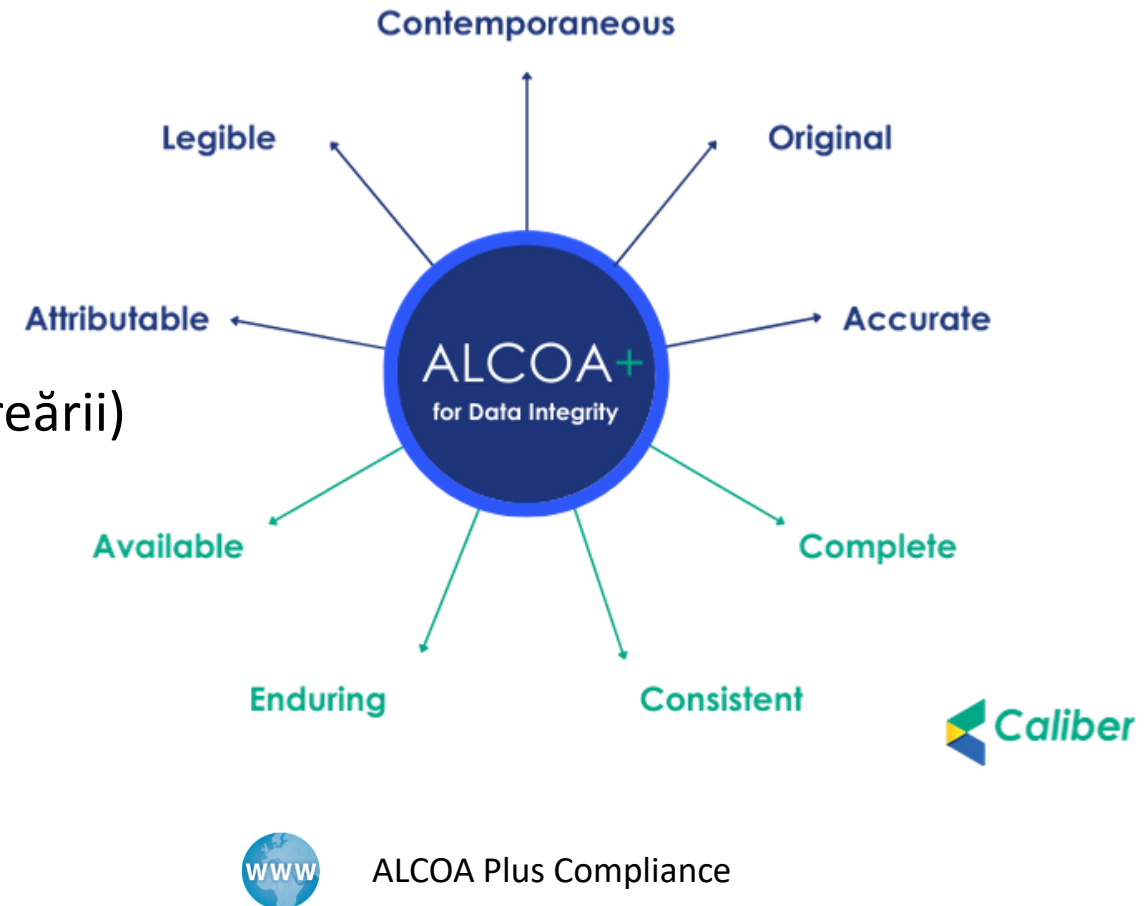 Contemporaneous
Legible
Original
Attributable
Accurate
ALCOA+
for Data Integrity
reării)
Available
Complete
Enduring
Consistent
Caliber
www
ALCOA Plus Compliance